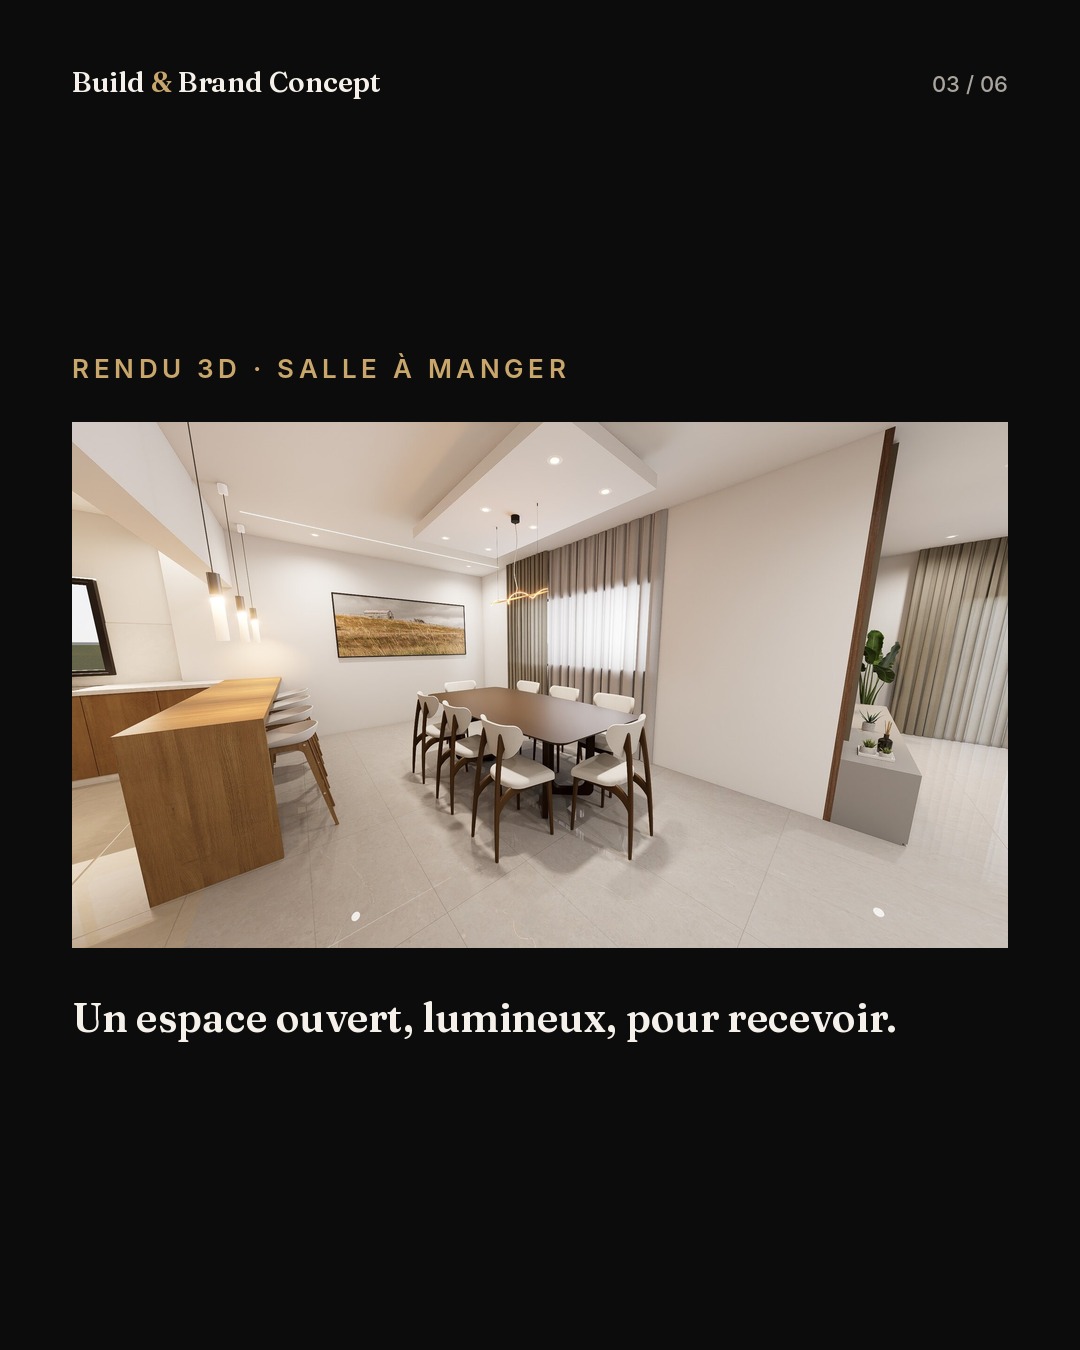 Build & Brand Concept
03 / 06
RENDU 3D · SALLE À MANGER
Un espace ouvert, lumineux, pour recevoir.